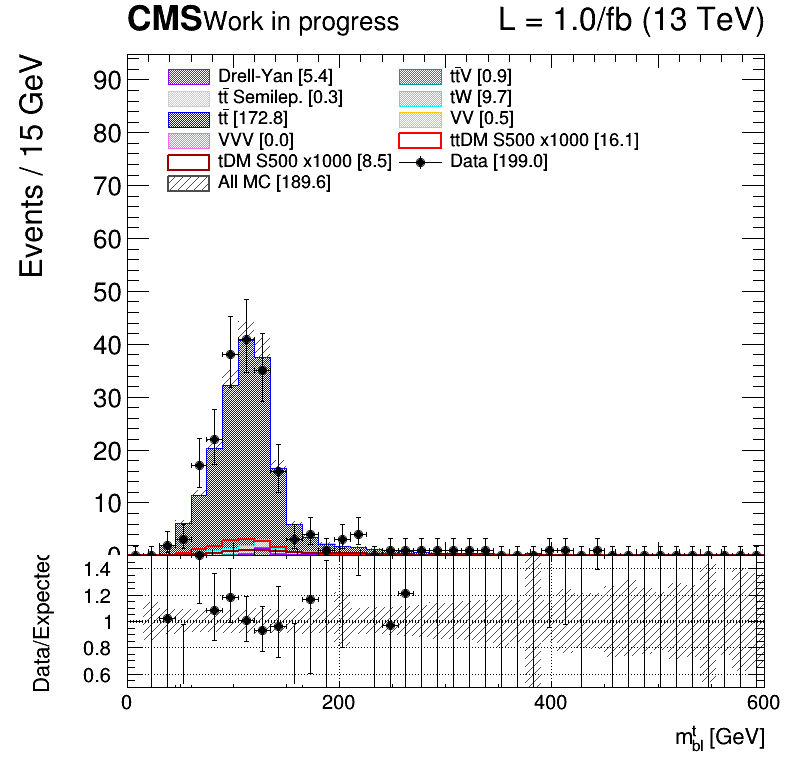 CMS Work in progress L = 1.0/fb (13 TeV)
Events / 15 GeV
Drell-Yan [5.4] tt̄V [0.9]
tt̄ Semilep. [0.3] tW [9.7]
tt̄ [172.8] VV [0.5]
VVV [0.0] ttDM S500 x1000 [16.1]
tDM S500 x1000 [8.5] Data [199.0]
All MC [189.6]
90
80
70
60
50
40
30
20
10
0
Data/Expected
1.4
1.2
1
0.8
0.6
0 200 400 600
m^t_bl [GeV]